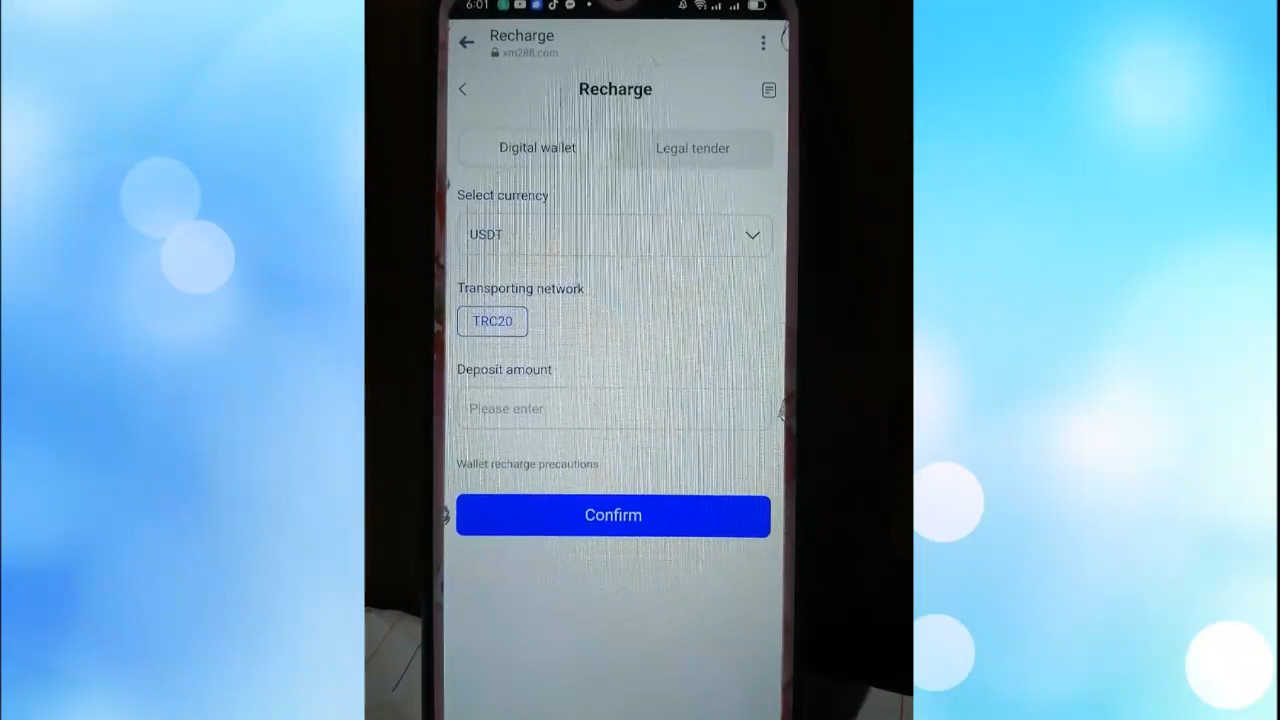 6:01
Recharge
xm288.com
Recharge
Digital wallet
Legal tender
Select currency
USDT
Transporting network
TRC20
Deposit amount
Please enter
Wallet recharge precautions
Confirm